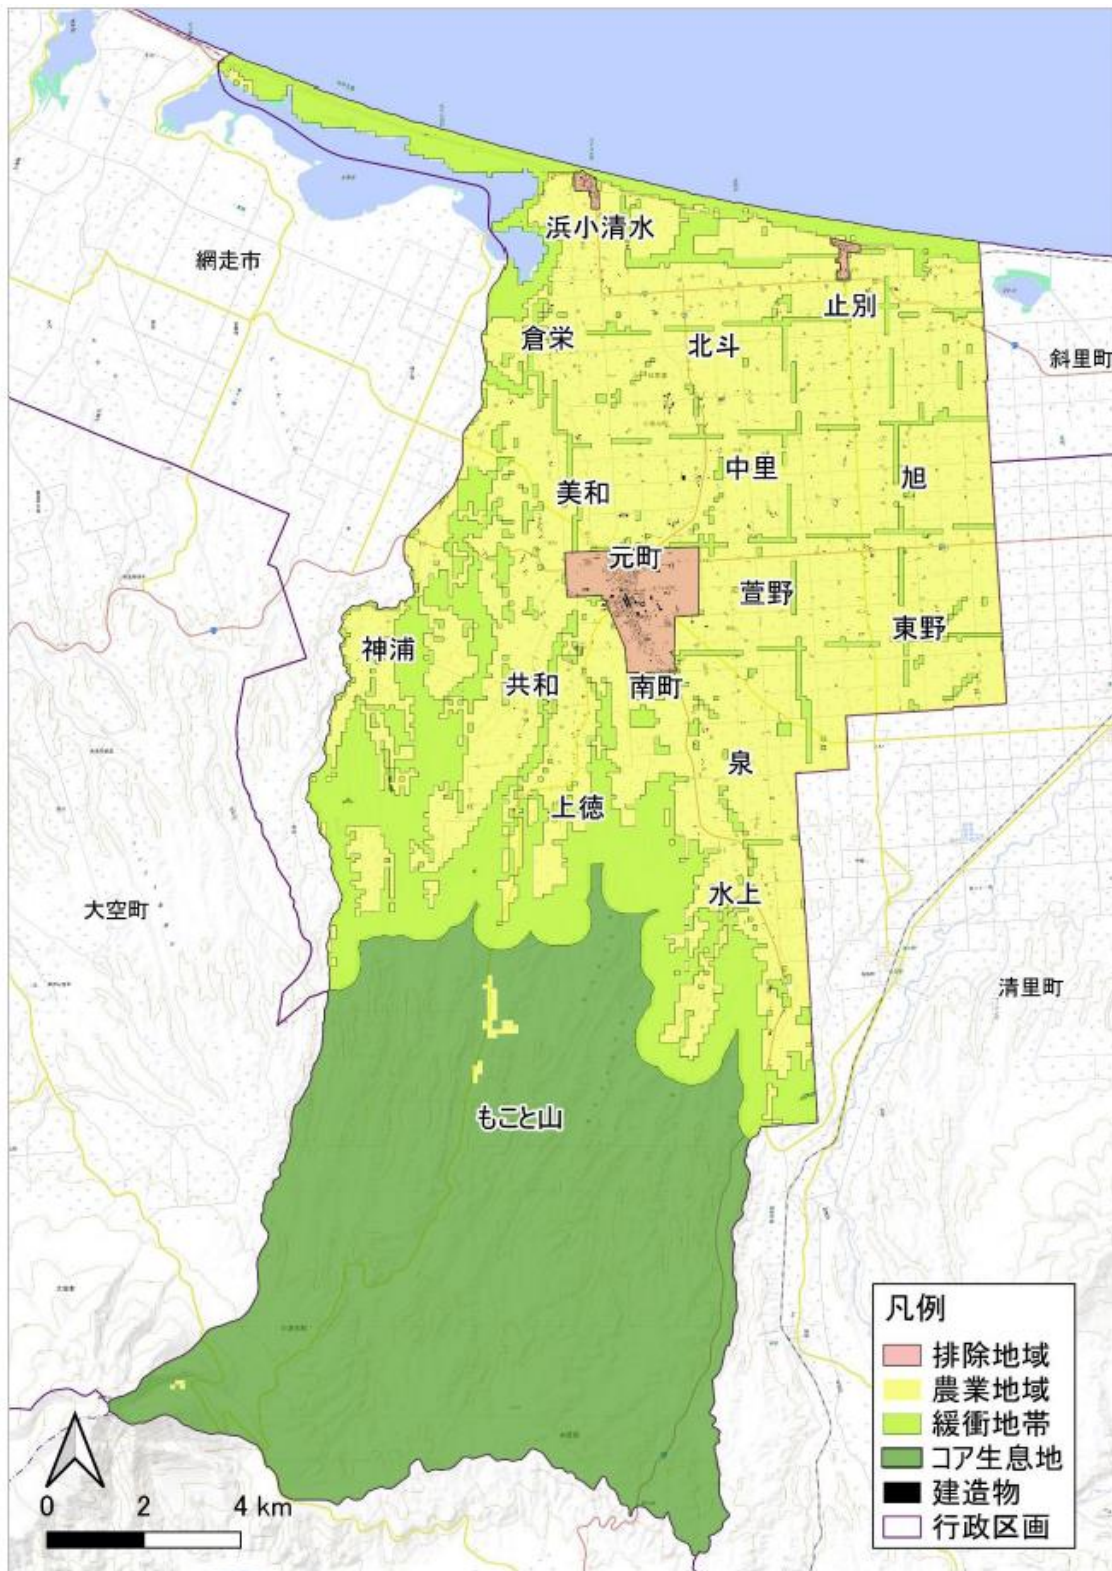 浜小清水
網走市
止別
倉栄
北斗
斜里町
中里
旭
美和
元町
萱野
東野
神浦
共和
南町
泉
上徳
水上
大空町
清里町
もこと山
凡例
排除地域
農業地域
緩衝地帯
コア生息地
建造物
行政区画
0 2 4 km